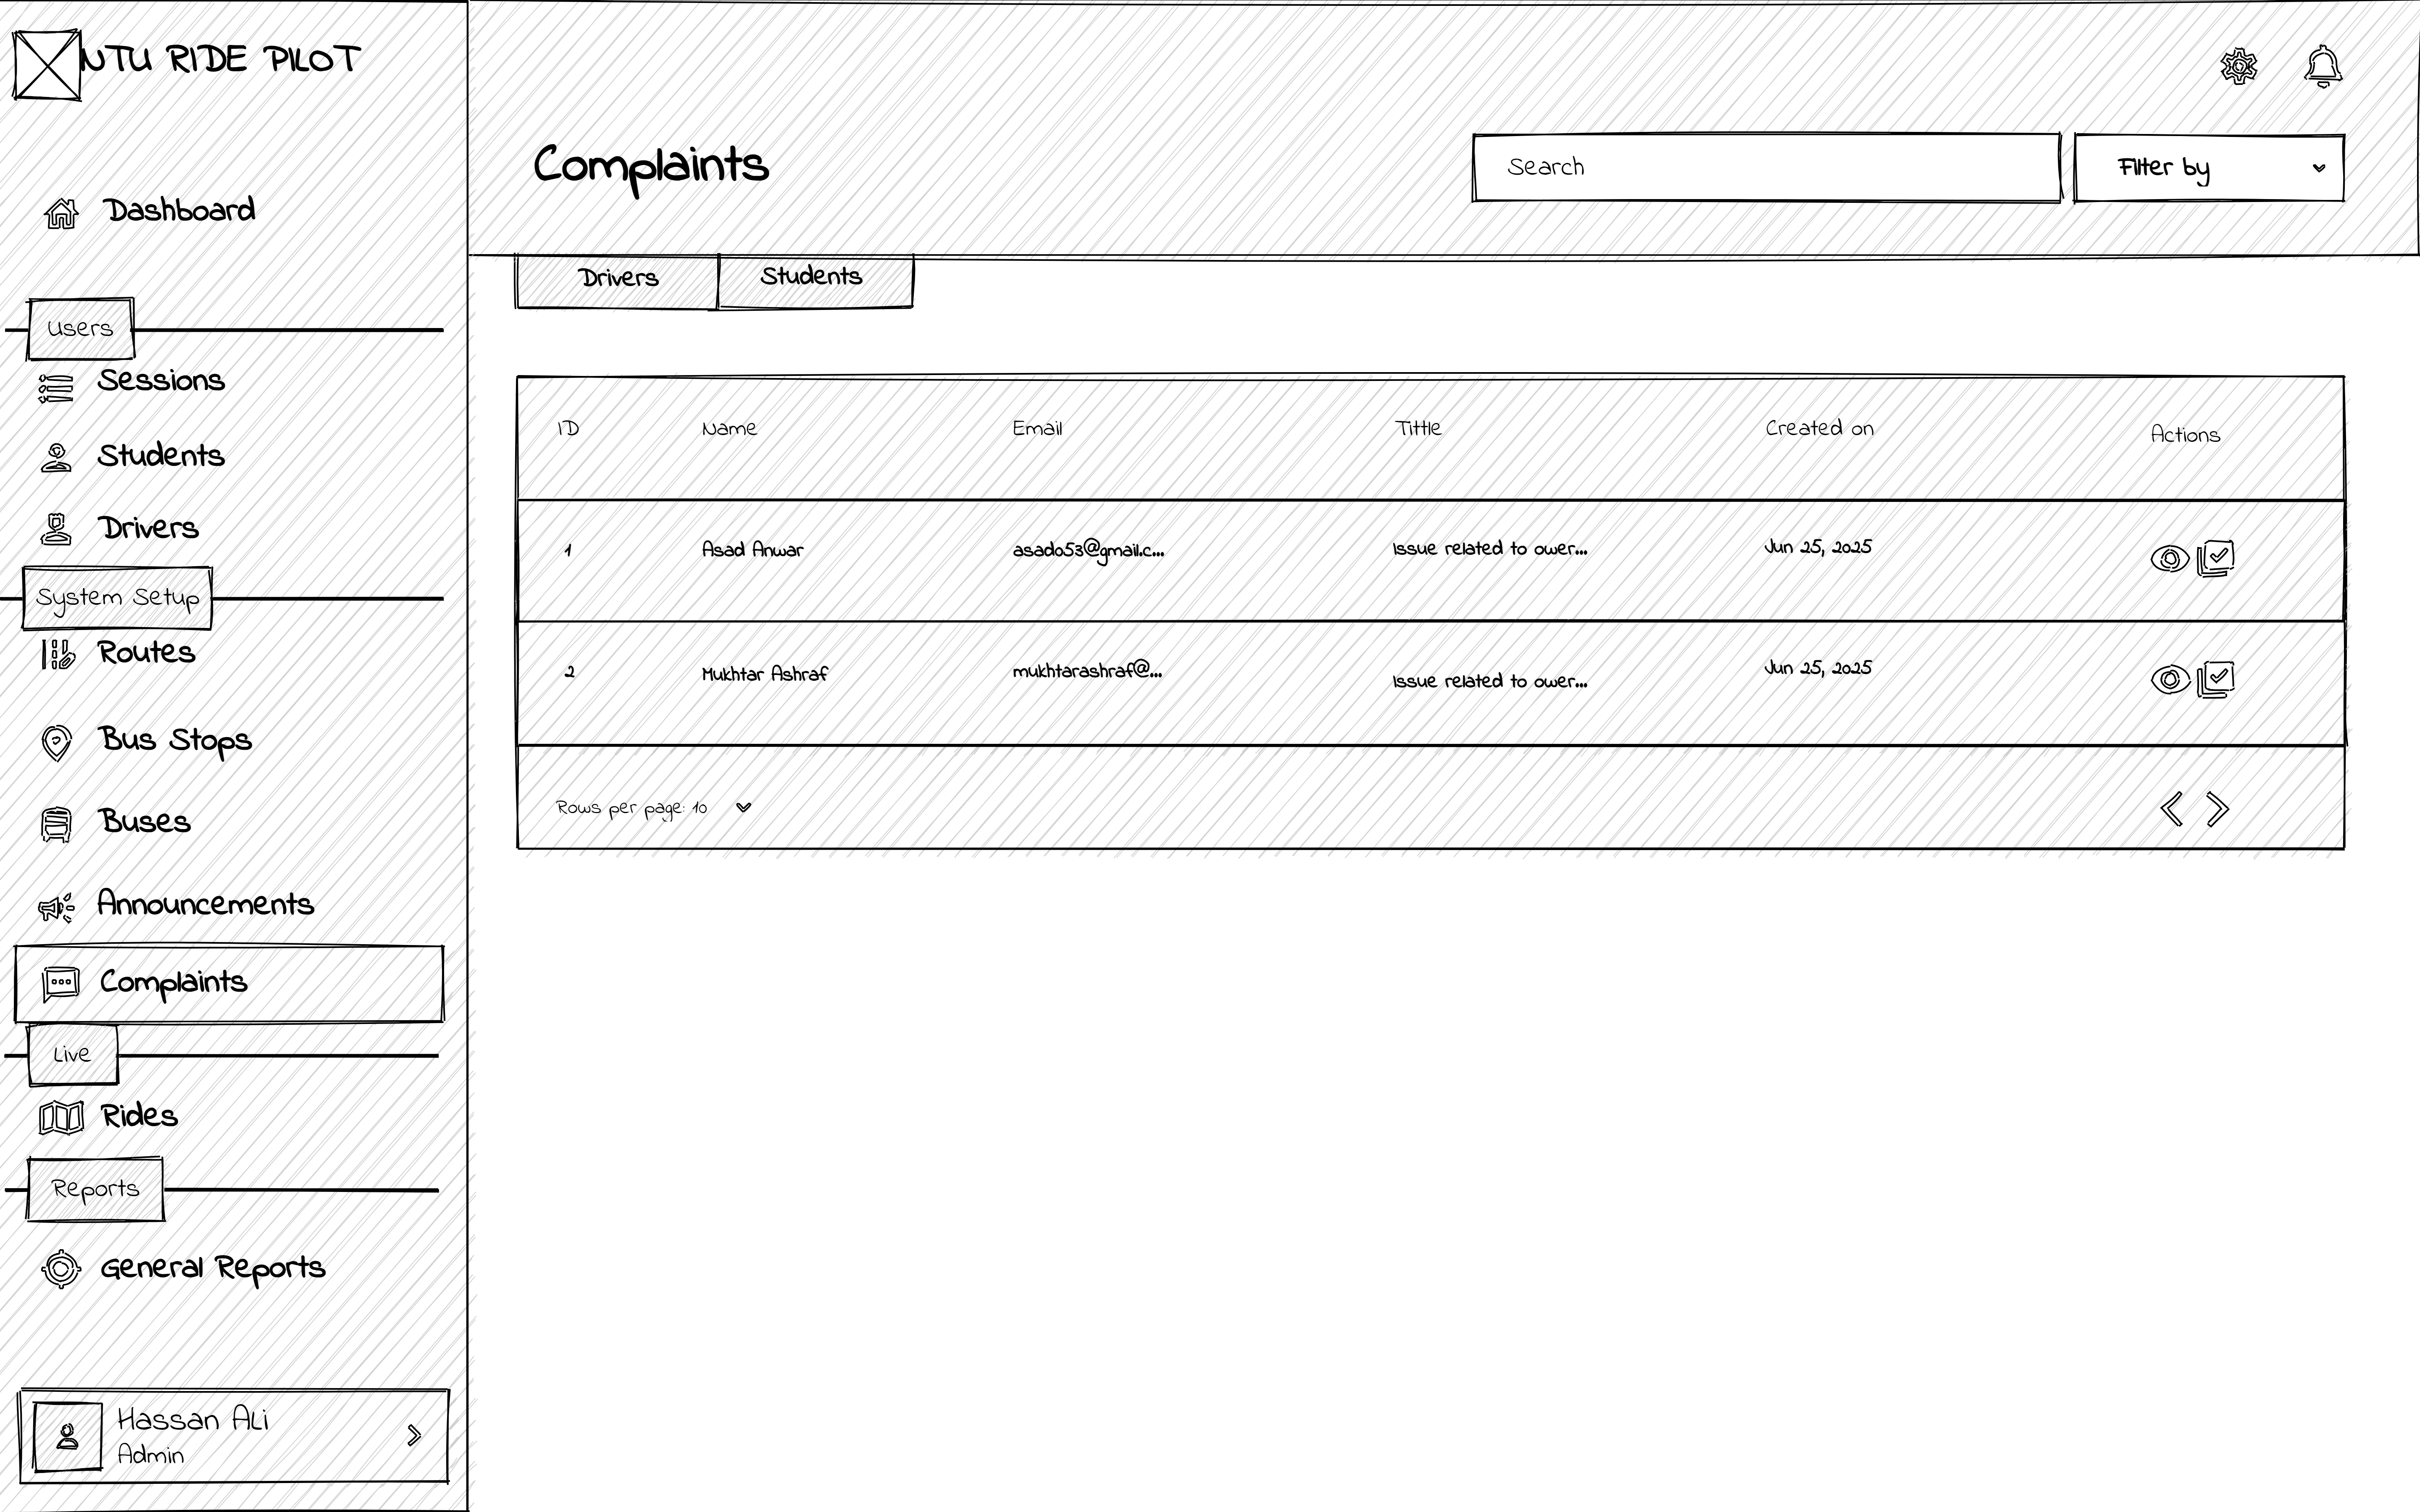 NTU RIDE PILOT
Dashboard
Users
Sessions
Students
Drivers
System Setup
Routes
Bus Stops
Buses
Announcements
Complaints
Live
Rides
Reports
General Reports
Hassan Ali
Admin
Complaints
Search
Filter by
Drivers Students
ID Name Email Tittle Created on Actions
1 Asad Anwar asad053@gmail.c... Issue related to ower... Jun 25, 2025
2 Mukhtar Ashraf mukhtarashraf@... Issue related to ower... Jun 25, 2025
Rows per page: 10